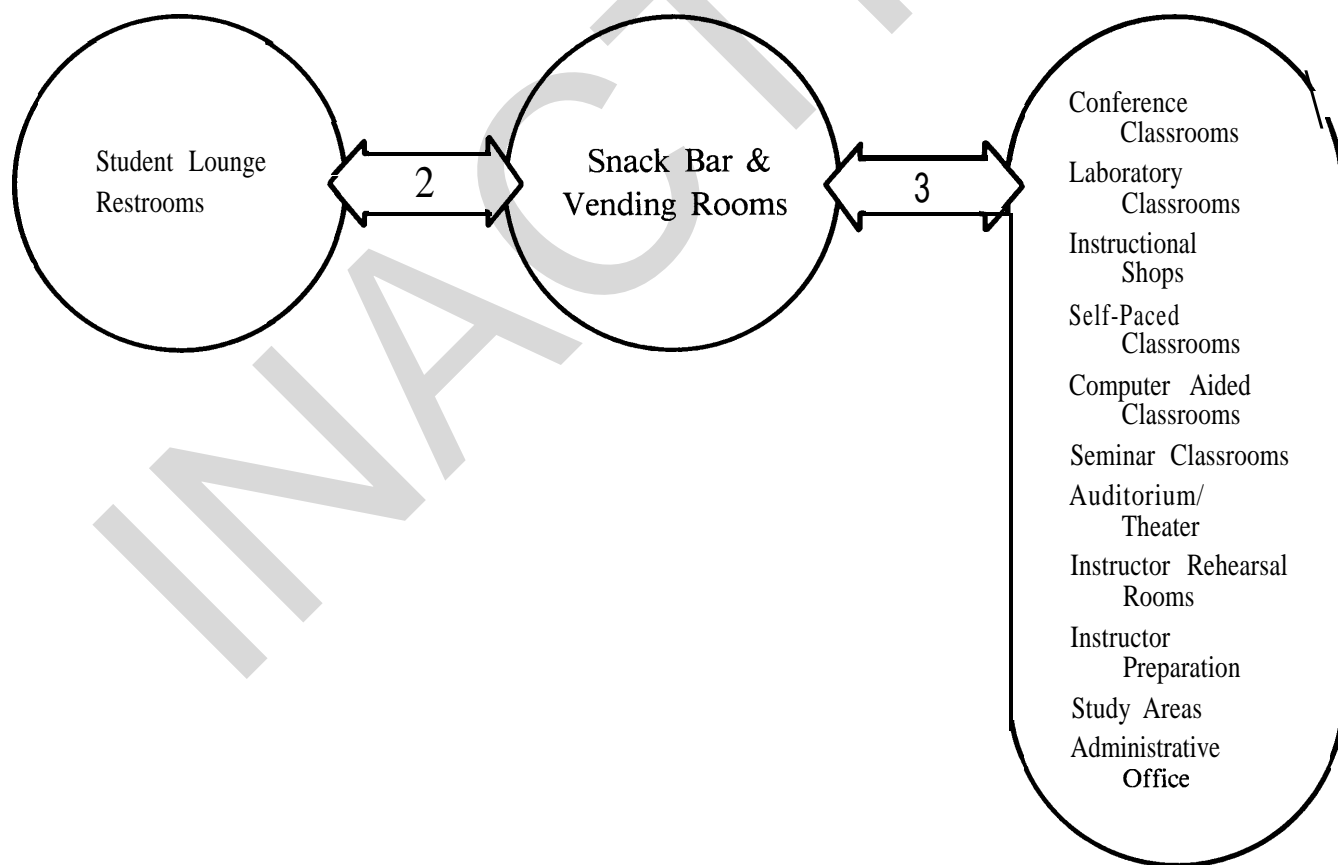 Student Lounge
Restrooms
2
Snack Bar &
Vending Rooms
3
Conference
Classrooms
Laboratory
Classrooms
Instructional
Shops
Self-Paced
Classrooms
Computer Aided
Classrooms
Seminar Classrooms
Auditorium/
Theater
Instructor Rehearsal
Rooms
Instructor
Preparation
Study Areas
Administrative
Office
INACTI